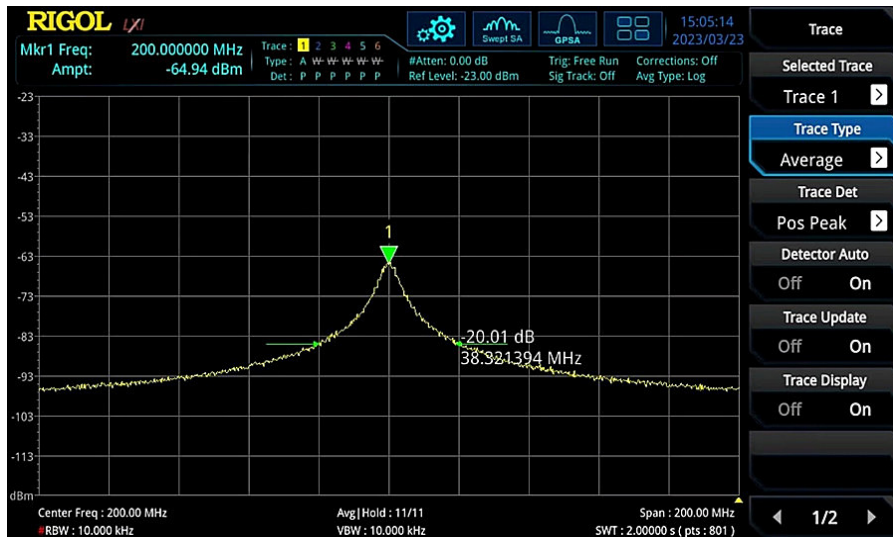 RIGOL LXI
15:05:14
2023/03/23
Swept SA
GPSA
Mkr1 Freq: 200.000000 MHz
Ampt: -64.94 dBm
Trace : 1 2 3 4 5 6
Type : A W W W W W
Det : P P P P P P
#Atten: 0.00 dB
Ref Level: -23.00 dBm
Trig: Free Run
Sig Track: Off
Corrections: Off
Avg Type: Log
-23
-33
-43
-53
-63
-73
-83
-93
-103
-113
dBm
1
-20.01 dB
38.321394 MHz
Center Freq : 200.00 MHz
Avg|Hold : 11/11
Span : 200.00 MHz
#RBW : 10.000 kHz
VBW : 10.000 kHz
SWT : 2.00000 s ( pts : 801 )
Trace
Selected Trace
Trace 1
Trace Type
Average
Trace Det
Pos Peak
Detector Auto
Off On
Trace Update
Off On
Trace Display
Off On
1/2